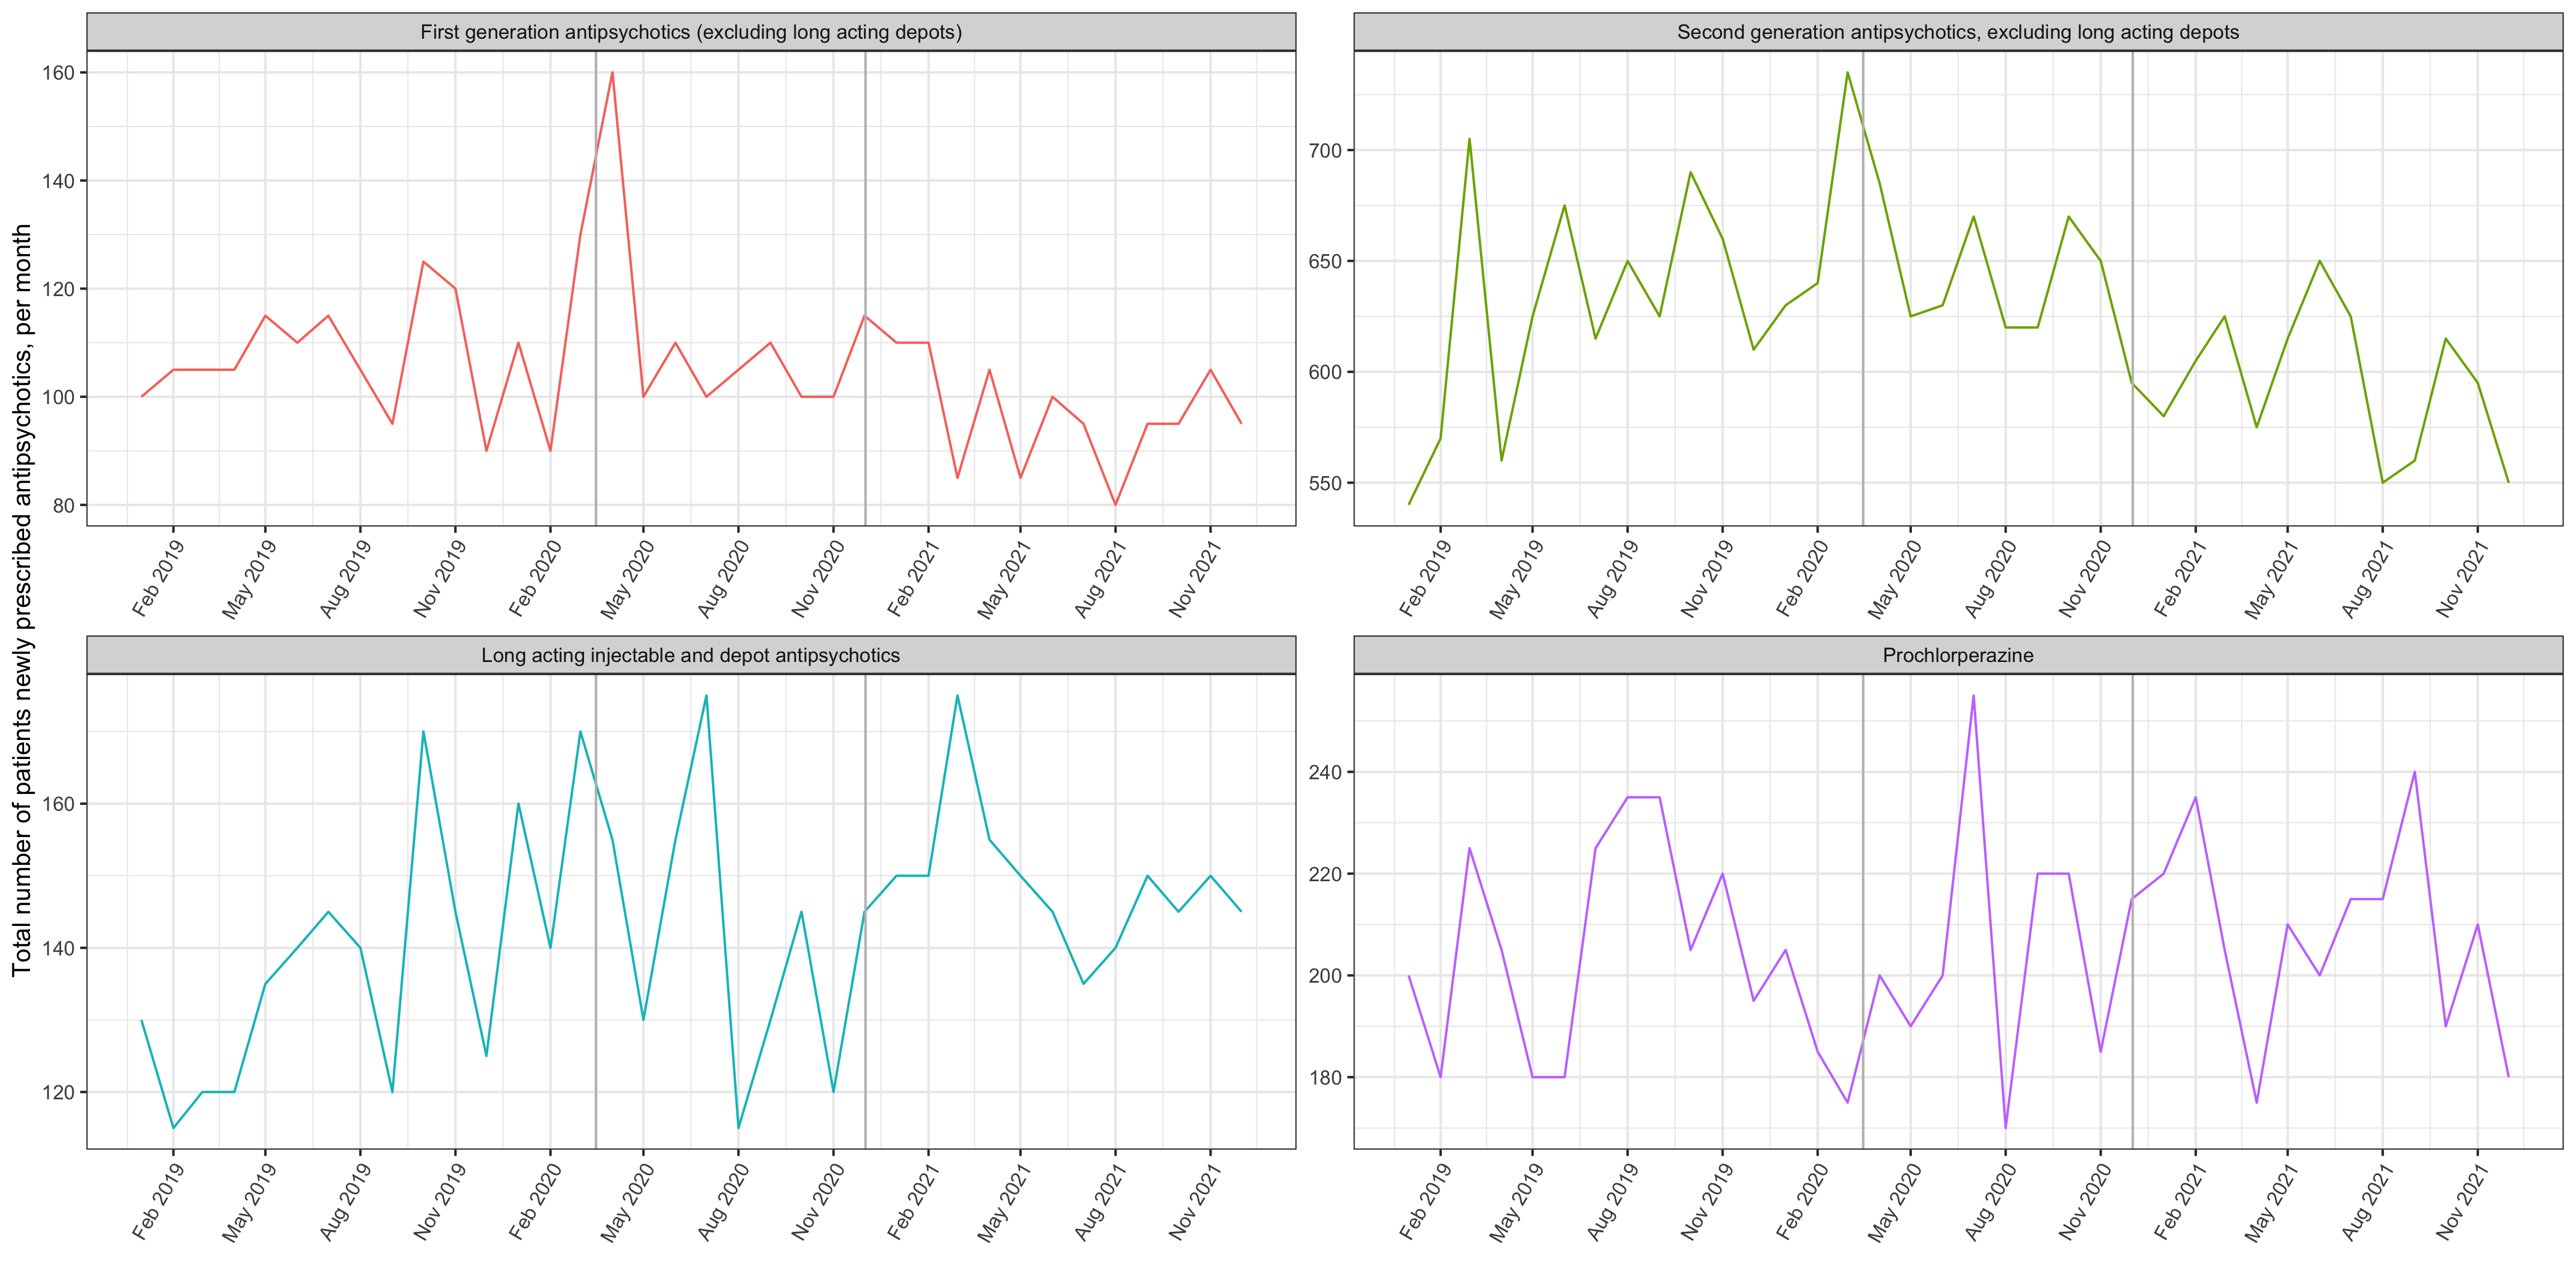 Total number of patients newly prescribed antipsychotics, per month
First generation antipsychotics (excluding long acting depots)
160
140
120
100
80
Feb 2019
May 2019
Aug 2019
Nov 2019
Feb 2020
May 2020
Aug 2020
Nov 2020
Feb 2021
May 2021
Aug 2021
Nov 2021
Second generation antipsychotics, excluding long acting depots
700
650
600
550
Feb 2019
May 2019
Aug 2019
Nov 2019
Feb 2020
May 2020
Aug 2020
Nov 2020
Feb 2021
May 2021
Aug 2021
Nov 2021
Long acting injectable and depot antipsychotics
160
140
120
Feb 2019
May 2019
Aug 2019
Nov 2019
Feb 2020
May 2020
Aug 2020
Nov 2020
Feb 2021
May 2021
Aug 2021
Nov 2021
Prochlorperazine
240
220
200
180
Feb 2019
May 2019
Aug 2019
Nov 2019
Feb 2020
May 2020
Aug 2020
Nov 2020
Feb 2021
May 2021
Aug 2021
Nov 2021